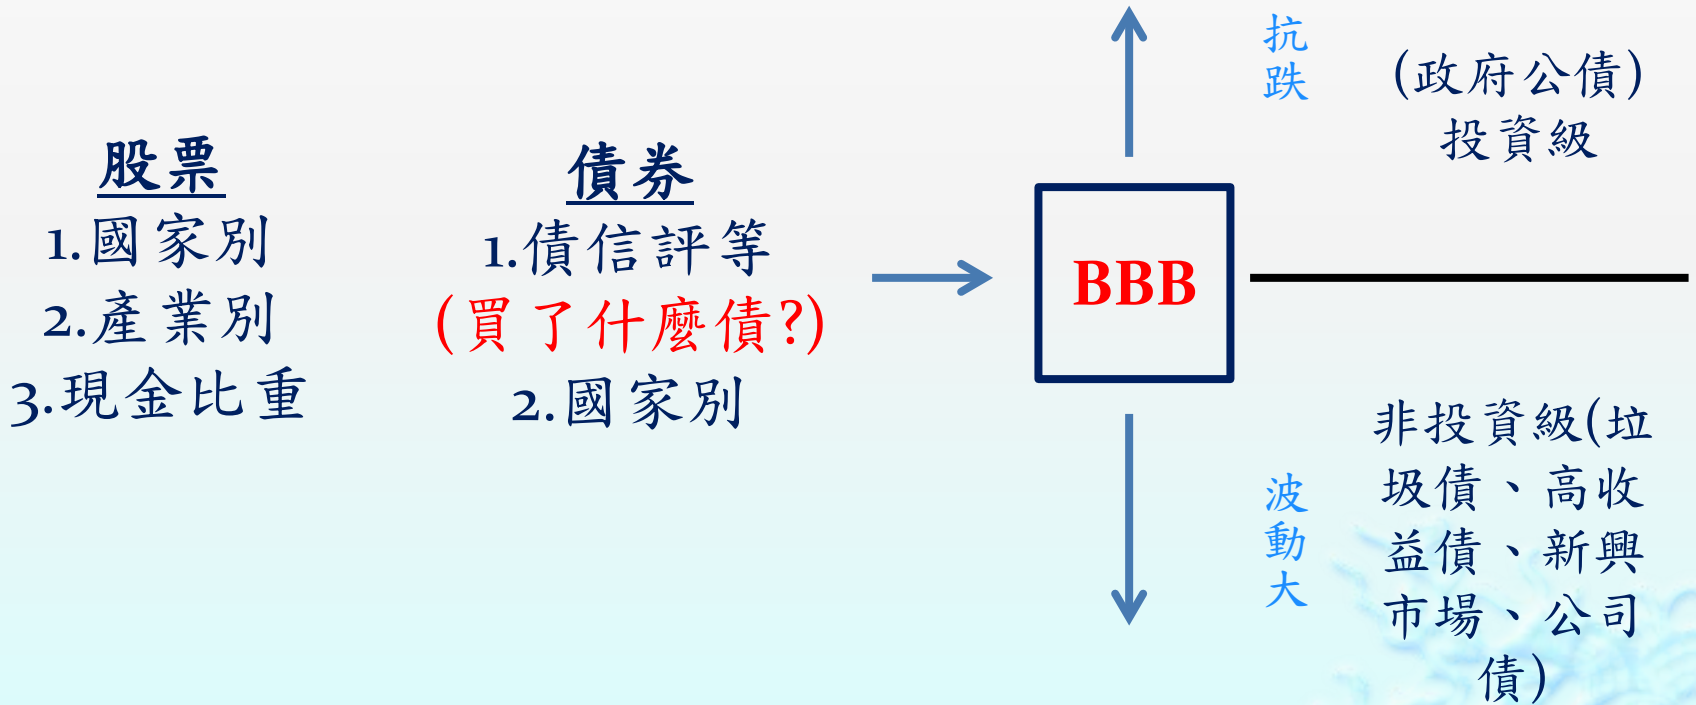 股票
1.國家別
2.產業別
3.現金比重
債券
1.債信評等
(買了什麼債?)
2.國家別
BBB
抗
跌
(政府公債)
投資級
波
動
大
非投資級(垃
圾債、高收
益債、新興
市場、公司
債)